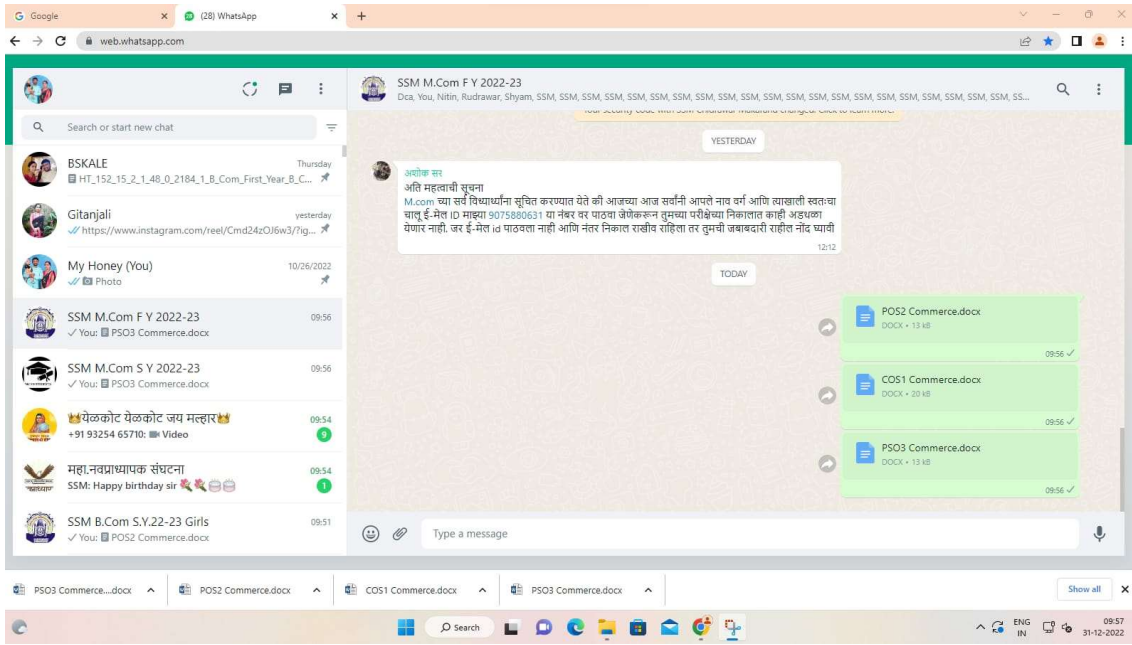 Google
(28) WhatsApp
web.whatsapp.com
Search or start new chat
BSKALE
Thursday
HT_152_15_2_1_48_0_2184_1_B_Com_First_Year_B_C...
Gitanjali
yesterday
https://www.instagram.com/reel/Cmd24zOJ6w3/?ig...
My Honey (You)
10/26/2022
Photo
SSM M.Com F Y 2022-23
09:56
You: PSO3 Commerce.docx
SSM M.Com S Y 2022-23
09:56
You: PSO3 Commerce.docx
येळकोट येळकोट जय मल्हार
09:54
+91 93254 65710: Video
9
महा.नवप्राध्यापक संघटना
09:54
SSM: Happy birthday sir
1
SSM B.Com S.Y.22-23 Girls
09:51
You: POS2 Commerce.docx
SSM M.Com F Y 2022-23
Dca, You, Nitin, Rudrawar, Shyam, SSM, SSM, SSM, SSM, SSM, SSM, SSM, SSM, SSM, SSM, SSM, SSM, SSM, SSM, SSM, SSM, SSM, SSM, SSM, SS...
YESTERDAY
अशोक सर
अति महत्वाची सूचना
M.com च्या सर्व विध्यार्थ्यांना सूचित करण्यात येते की आजच्या आज सर्वांनी आपले नाव वर्ग आणि त्याखाली स्वतःचा
चालू ई-मेल ID माझ्या 9075880631 या नंबर वर पाठवा जेणेकरून तुमच्या परीक्षेच्या निकालात काही अडथळा
येणार नाही. जर ई-मेल id पाठवला नाही आणि नंतर निकाल राखीव राहिला तर तुमची जबाबदारी राहील नोंद घ्यावी
12:12
TODAY
POS2 Commerce.docx
DOCX • 13 kB
09:56
COS1 Commerce.docx
DOCX • 20 kB
09:56
PSO3 Commerce.docx
DOCX • 13 kB
09:56
Type a message
PSO3 Commerce....docx
POS2 Commerce.docx
COS1 Commerce.docx
PSO3 Commerce.docx
Show all
Search
ENG
IN
09:57
31-12-2022